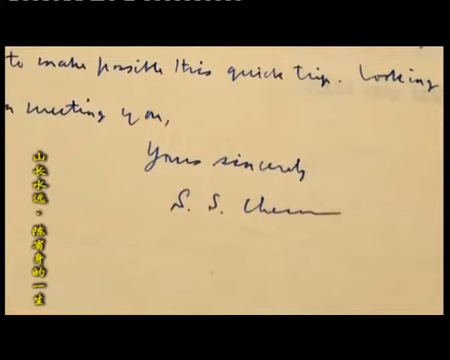 to make possible this quick trip. Looking
meeting you,
Yours sincerely
S. S. Chern
山长水远·陈省身的一生